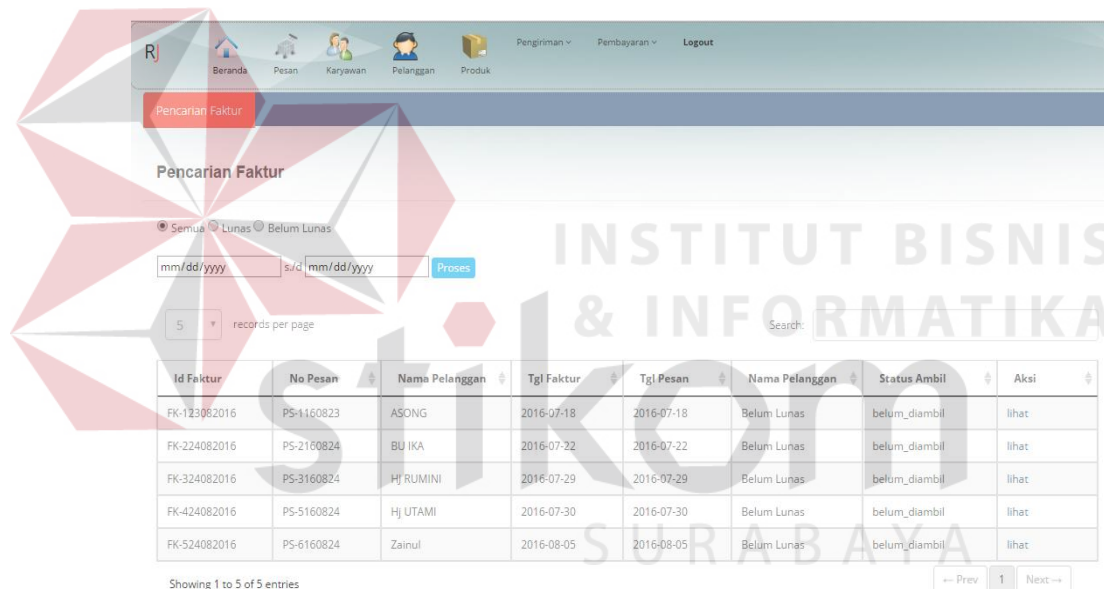 RJ
Beranda Pesan Karyawan Pelanggan Produk Pengiriman Pembayaran Logout
Pencarian Faktur
Pencarian Faktur
Semua Lunas Belum Lunas
mm/dd/yyyy s./d mm/dd/yyyy Proses
5 records per page Search:
Id Faktur No Pesan Nama Pelanggan Tgl Faktur Tgl Pesan Nama Pelanggan Status Ambil Aksi
FK-123082016 PS-1160823 ASONG 2016-07-18 2016-07-18 Belum Lunas belum_diambil lihat
FK-224082016 PS-2160824 BU IKA 2016-07-22 2016-07-22 Belum Lunas belum_diambil lihat
FK-324082016 PS-3160824 HJ RUMINI 2016-07-29 2016-07-29 Belum Lunas belum_diambil lihat
FK-424082016 PS-5160824 Hj UTAMI 2016-07-30 2016-07-30 Belum Lunas belum_diambil lihat
FK-524082016 PS-6160824 Zainul 2016-08-05 2016-08-05 Belum Lunas belum_diambil lihat
Showing 1 to 5 of 5 entries ← Prev 1 Next →
INSTITUT BISNIS
& INFORMATIKA
stikom
SURABAYA